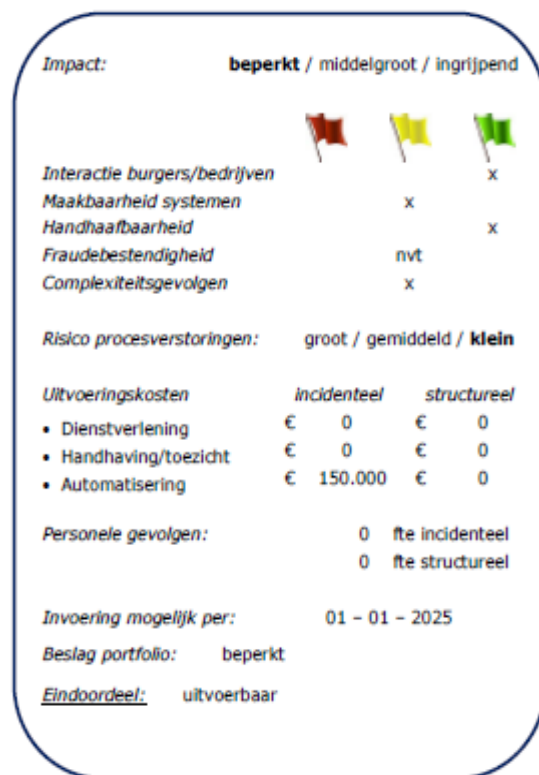 Impact: beperkt / middelgroot / ingrijpend
Interactie burgers/bedrijven x
Maakbaarheid systemen x
Handhaafbaarheid x
Fraudebestendigheid nvt
Complexiteitsgevolgen x
Risico procesverstoringen: groot / gemiddeld / klein
Uitvoeringskosten incidenteel structureel
• Dienstverlening € 0 € 0
• Handhaving/toezicht € 0 € 0
• Automatisering € 150.000 € 0
Personele gevolgen: 0 fte incidenteel
0 fte structureel
Invoering mogelijk per: 01 – 01 – 2025
Beslag portfolio: beperkt
Eindoordeel: uitvoerbaar